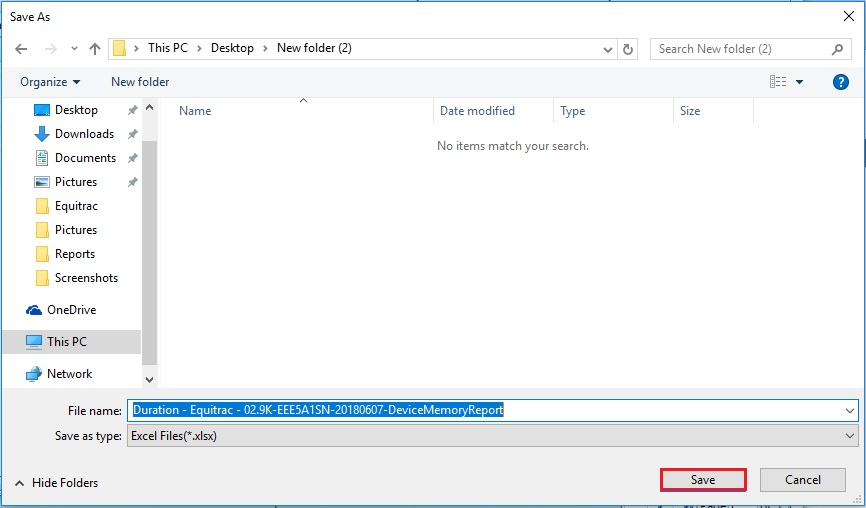 Save As
This PC > Desktop > New folder (2)
Search New folder (2)
Organize
New folder
?
Name
Date modified
Type
Size
No items match your search.
Desktop
Downloads
Documents
Pictures
Equitrac
Pictures
Reports
Screenshots
OneDrive
This PC
Network
File name: Duration - Equitrac - 02.9K-EEE5A1SN-20180607-DeviceMemoryReport
Save as type: Excel Files(*.xlsx)
Hide Folders
Save
Cancel